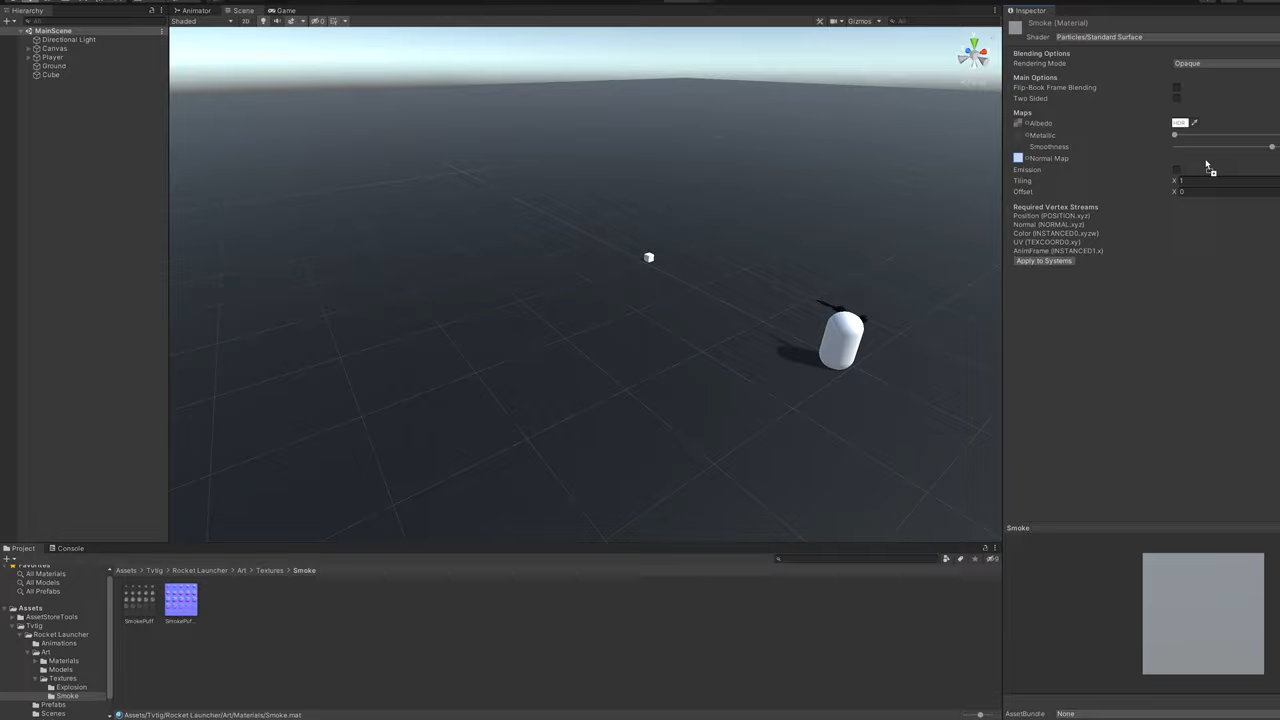 Hierarchy
All
MainScene
Directional Light
Canvas
Player
Ground
Cube
Animator
Scene
Game
Shaded
2D
0
Gizmos
All
Inspector
Smoke (Material)
Shader
Particles/Standard Surface
Blending Options
Rendering Mode
Opaque
Main Options
Flip-Book Frame Blending
Two Sided
Maps
Albedo
HDR
Metallic
Smoothness
Normal Map
Emission
Tiling
X 1
Offset
X 0
Required Vertex Streams
Position (POSITION.xyz)
Normal (NORMAL.xyz)
Color (INSTANCED0.xyzw)
UV (TEXCOORD0.xy)
AnimFrame (INSTANCED1.x)
Apply to Systems
Smoke
AssetBundle
None
Project
Console
Favorites
All Materials
All Models
All Prefabs
Assets
AssetStoreTools
Tvtig
Rocket Launcher
Animations
Art
Materials
Models
Textures
Explosion
Smoke
Prefabs
Scenes
Assets > Tvtig > Rocket Launcher > Art > Textures > Smoke
SmokePuff
SmokePuf...
Assets/Tvtig/Rocket Launcher/Art/Materials/Smoke.mat